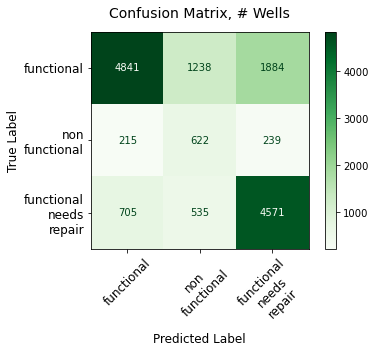 Confusion Matrix, # Wells
functional
4841 1238 1884
non
functional
215 622 239
functional
needs
repair
705 535 4571
True Label
functional
non
functional
functional
needs
repair
Predicted Label
4000
3000
2000
1000